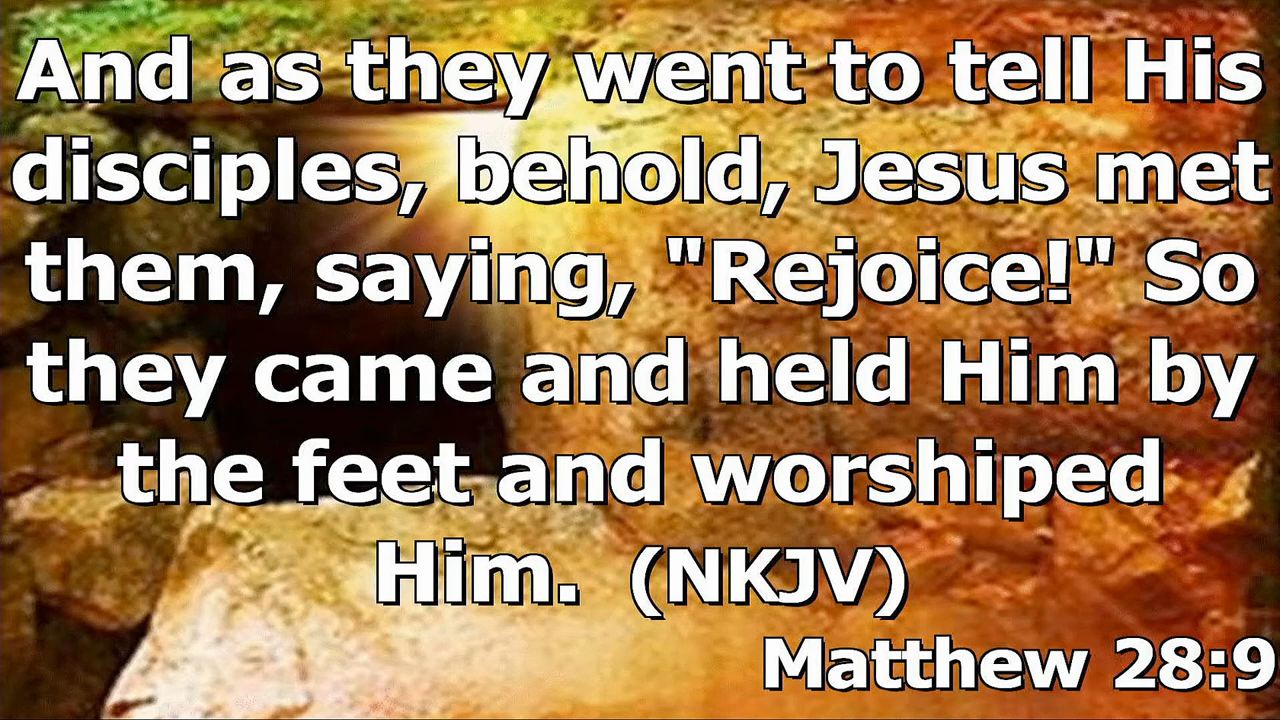 And as they went to tell His
disciples, behold, Jesus met
them, saying, "Rejoice!" So
they came and held Him by
the feet and worshiped
Him. (NKJV)
Matthew 28:9